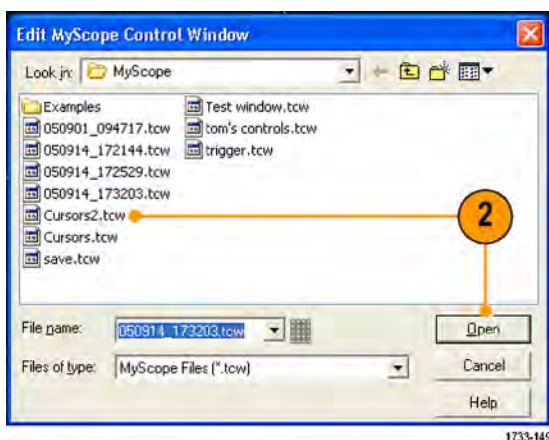 Edit MyScope Control Window
Look in: MyScope
Examples
050901_094717.tcw
050914_172144.tcw
050914_172529.tcw
050914_173203.tcw
Cursors2.tcw
Cursors.tcw
save.tcw
Test window.tcw
tom's controls.tcw
trigger.tcw
2
File name: 050914_173203.tcw
Open
Files of type: MyScope Files (*.tcw)
Cancel
Help
1733-149